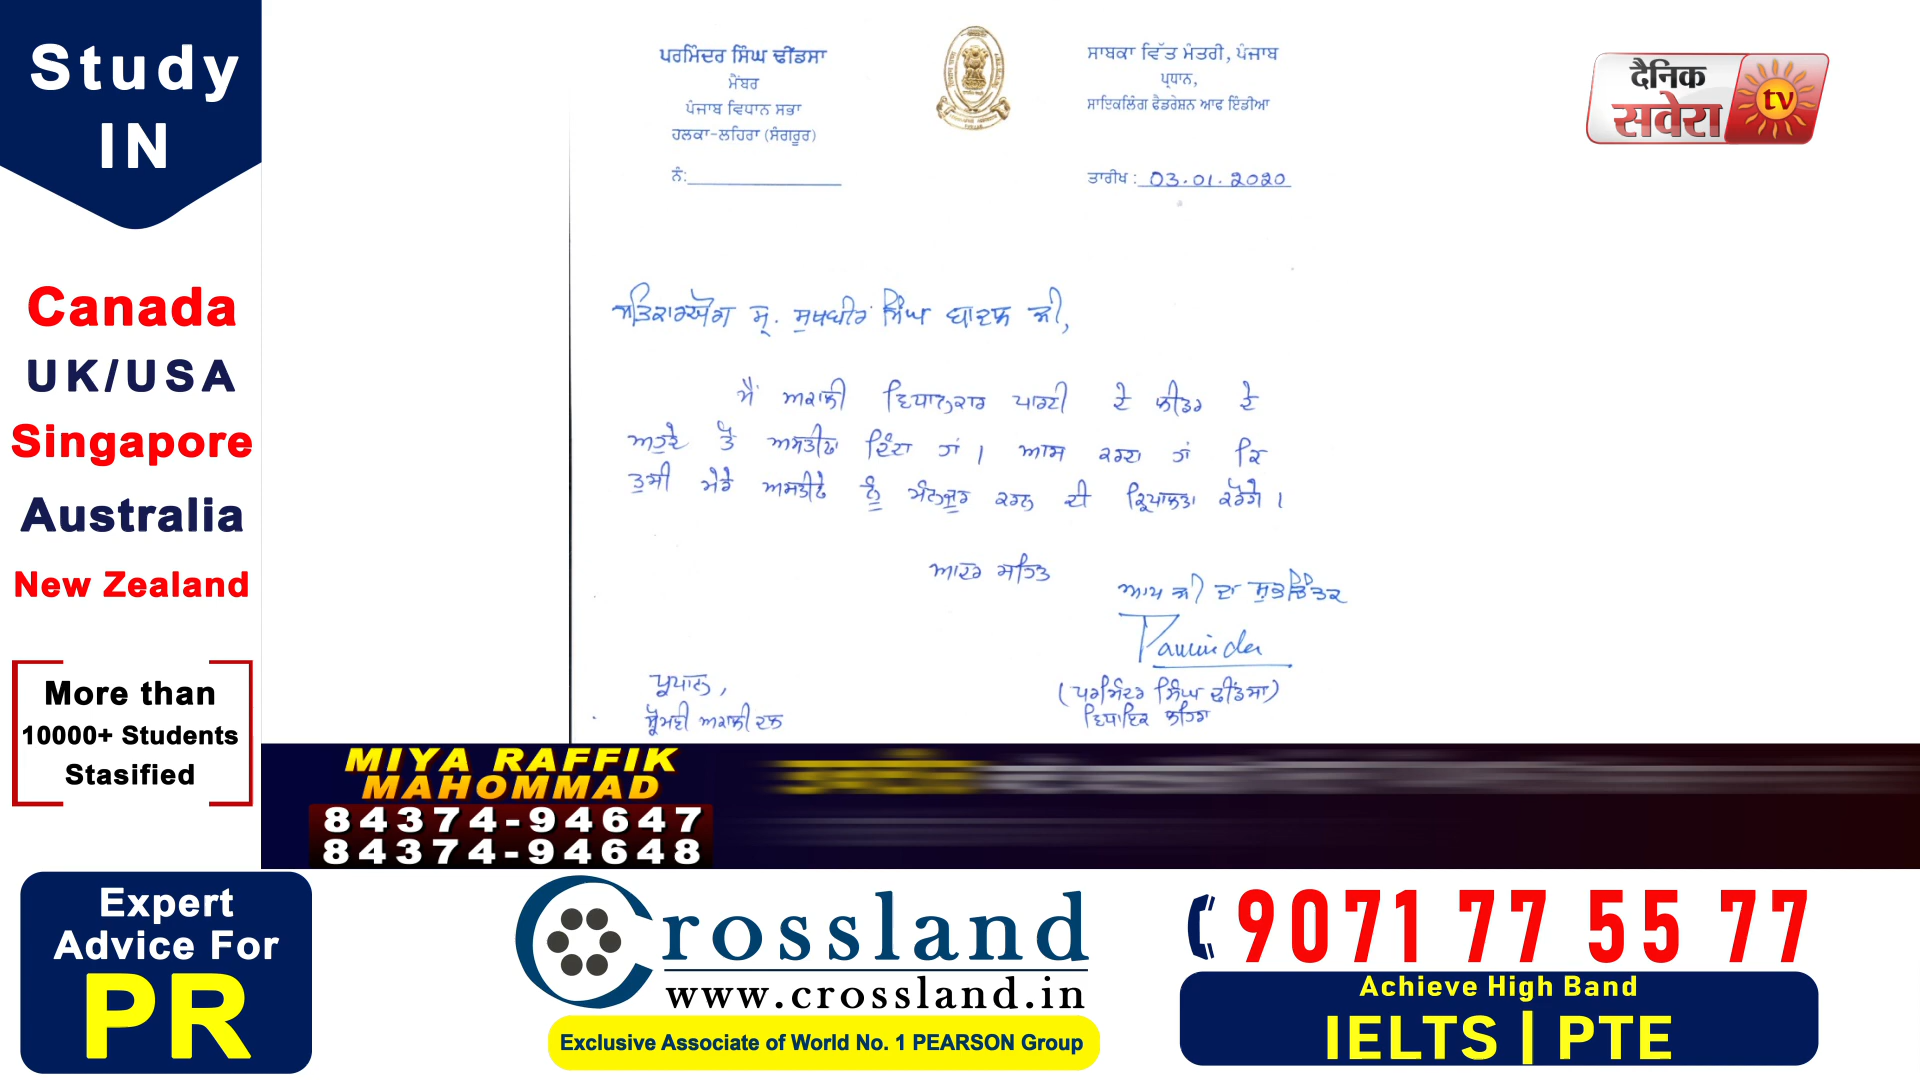 Study
IN
Canada
UK/USA
Singapore
Australia
New Zealand
More than
10000+ Students
Stasified
ਪਰਮਿੰਦਰ ਸਿੰਘ ਢੀਂਡਸਾ
ਮੈਂਬਰ
ਪੰਜਾਬ ਵਿਧਾਨ ਸਭਾ
ਹਲਕਾ-ਲਹਿਰਾ (ਸੰਗਰੂਰ)
ਨੰ:
ਸਾਬਕਾ ਵਿੱਤ ਮੰਤਰੀ, ਪੰਜਾਬ
ਪ੍ਰਧਾਨ,
ਸਾਇਕਲਿੰਗ ਫੈਡਰੇਸ਼ਨ ਆਫ ਇੰਡੀਆ
ਤਾਰੀਖ : 03.01.2020
दैनिक
सवेरा tv
ਸਤਿਕਾਰਯੋਗ ਸ੍. ਸੁਖਬੀਰ ਸਿੰਘ ਬਾਦਲ ਜੀ,
ਮੈਂ ਅਕਾਲੀ ਵਿਧਾਨਕਾਰ ਪਾਰਟੀ ਦੇ ਲੀਡਰ ਦੇ
ਅਹੁਦੇ ਤੋਂ ਅਸਤੀਫਾ ਦਿੰਦਾ ਹਾਂ । ਆਸ ਕਰਦਾ ਹਾਂ ਕਿ
ਤੁਸੀ ਮੇਰੇ ਅਸਤੀਫੇ ਨੂੰ ਮੰਨਜੂਰ ਕਰਨ ਦੀ ਕ੍ਰਿਪਾਲਤਾ ਕਰੋਗੇ ।
ਆਦਰ ਸਹਿਤ
ਆਪ ਜੀ ਦਾ ਸ਼ੁਭਚਿੰਤਕ
Parminder
(ਪਰਮਿੰਦਰ ਸਿੰਘ ਢੀਂਡਸਾ)
ਵਿਧਾਇਕ ਲਹਿਰਾ
ਪ੍ਰਧਾਨ,
ਸ਼੍ਰੋਮਣੀ ਅਕਾਲੀ ਦਲ
MIYA RAFFIK
MAHOMMAD
84374-94647
84374-94648
Expert
Advice For
PR
Crossland
www.crossland.in
Exclusive Associate of World No. 1 PEARSON Group
9071 77 55 77
Achieve High Band
IELTS | PTE